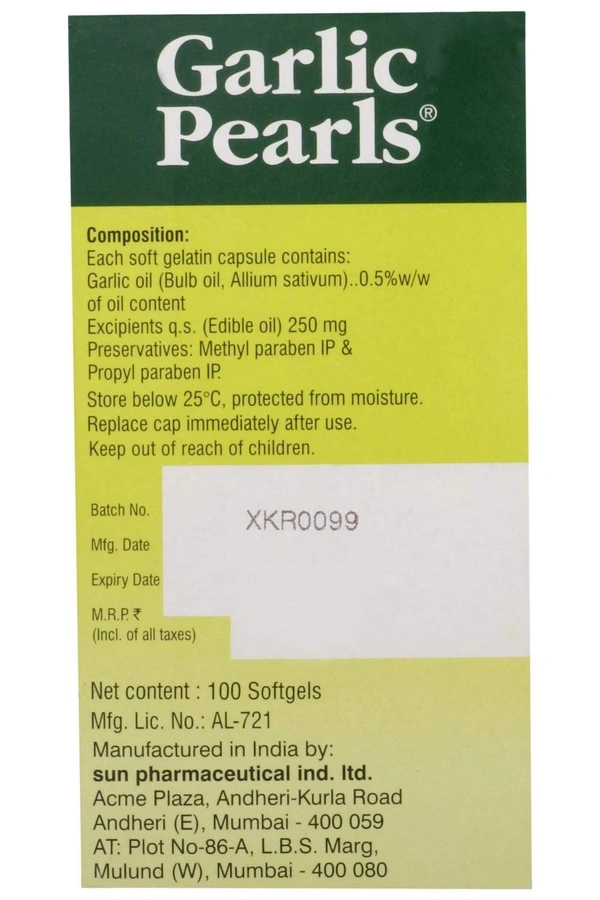 Garlic
Pearls®
Composition:
Each soft gelatin capsule contains:
Garlic oil (Bulb oil, Allium sativum)..0.5%w/w
of oil content
Excipients q.s. (Edible oil) 250 mg
Preservatives: Methyl paraben IP &
Propyl paraben IP.
Store below 25°C, protected from moisture.
Replace cap immediately after use.
Keep out of reach of children.
Batch No. XKR0099
Mfg. Date
Expiry Date
M.R.P. ₹
(Incl. of all taxes)
Net content : 100 Softgels
Mfg. Lic. No.: AL-721
Manufactured in India by:
sun pharmaceutical ind. ltd.
Acme Plaza, Andheri-Kurla Road
Andheri (E), Mumbai - 400 059
AT: Plot No-86-A, L.B.S. Marg,
Mulund (W), Mumbai - 400 080